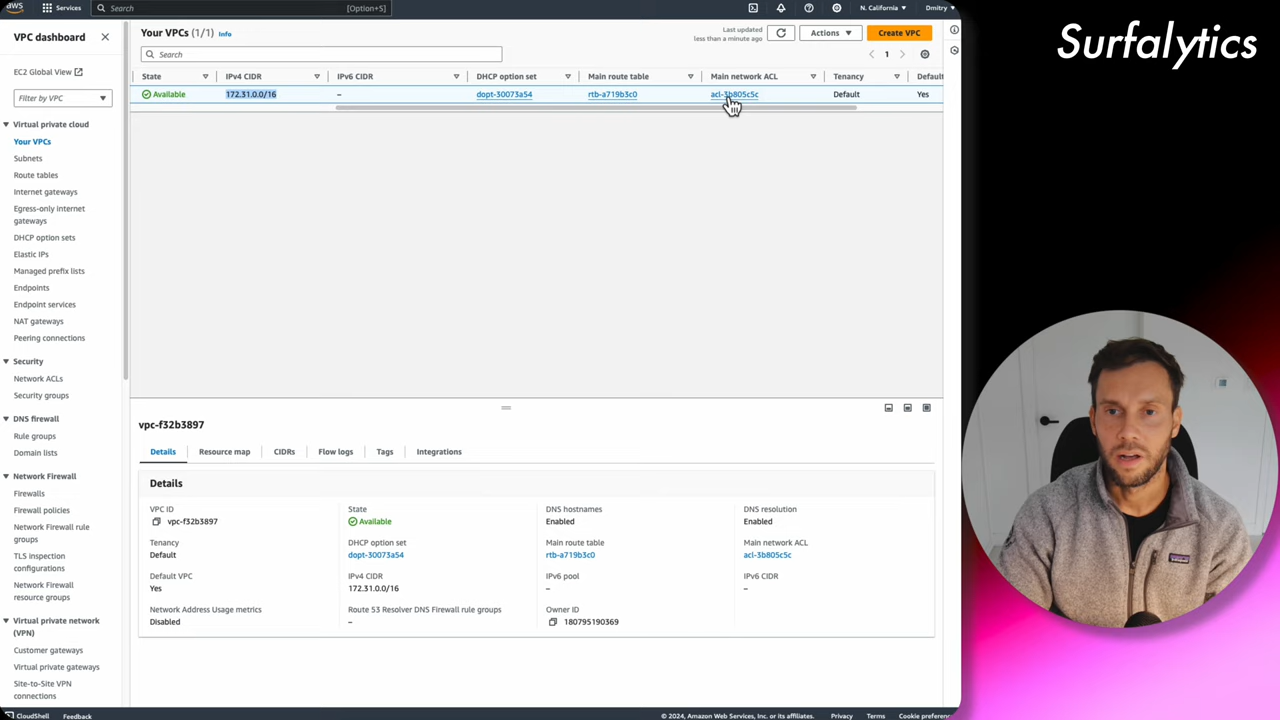 aws
Services
Search
[Option+S]
N. California
Dmitry
Surfalytics
VPC dashboard
EC2 Global View
Filter by VPC
Virtual private cloud
Your VPCs
Subnets
Route tables
Internet gateways
Egress-only internet
gateways
DHCP option sets
Elastic IPs
Managed prefix lists
Endpoints
Endpoint services
NAT gateways
Peering connections
Security
Network ACLs
Security groups
DNS firewall
Rule groups
Domain lists
Network Firewall
Firewalls
Firewall policies
Network Firewall rule
groups
TLS inspection
configurations
Network Firewall
resource groups
Virtual private network
(VPN)
Customer gateways
Virtual private gateways
Site-to-Site VPN
connections
Your VPCs (1/1) Info
Last updated
less than a minute ago
Actions
Create VPC
Search
1
State IPv4 CIDR IPv6 CIDR DHCP option set Main route table Main network ACL Tenancy Default
Available 172.31.0.0/16 – dopt-30073a54 rtb-a719b3c0 acl-3b805c5c Default Yes
vpc-f32b3897
Details Resource map CIDRs Flow logs Tags Integrations
Details
VPC ID State DNS hostnames DNS resolution
vpc-f32b3897 Available Enabled Enabled
Tenancy DHCP option set Main route table Main network ACL
Default dopt-30073a54 rtb-a719b3c0 acl-3b805c5c
Default VPC IPv4 CIDR IPv6 pool IPv6 CIDR
Yes 172.31.0.0/16 – –
Network Address Usage metrics Route 53 Resolver DNS Firewall rule groups Owner ID
Disabled – 180795190369
CloudShell Feedback © 2024, Amazon Web Services, Inc. or its affiliates. Privacy Terms Cookie preferen